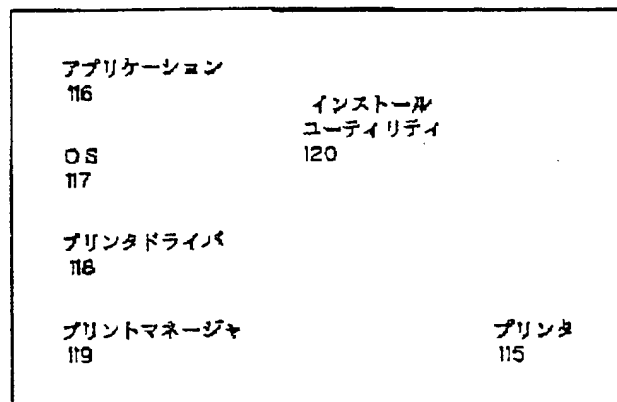 アプリケーション
116
インストール
ユーティリティ
120
OS
117
プリンタドライバ
118
プリントマネージャ
119
プリンタ
115